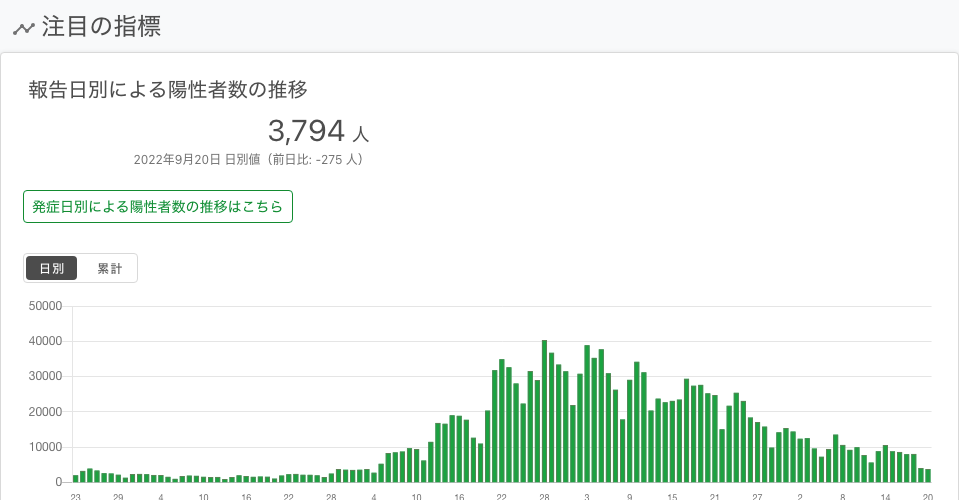 注目の指標
報告日別による陽性者数の推移
3,794 人
2022年9月20日 日別値（前日比: -275 人）
発症日別による陽性者数の推移はこちら
日別 累計
50000
40000
30000
20000
10000
0
23 29 4 10 16 22 28 4 10 16 22 28 3 9 15 21 27 2 8 14 20